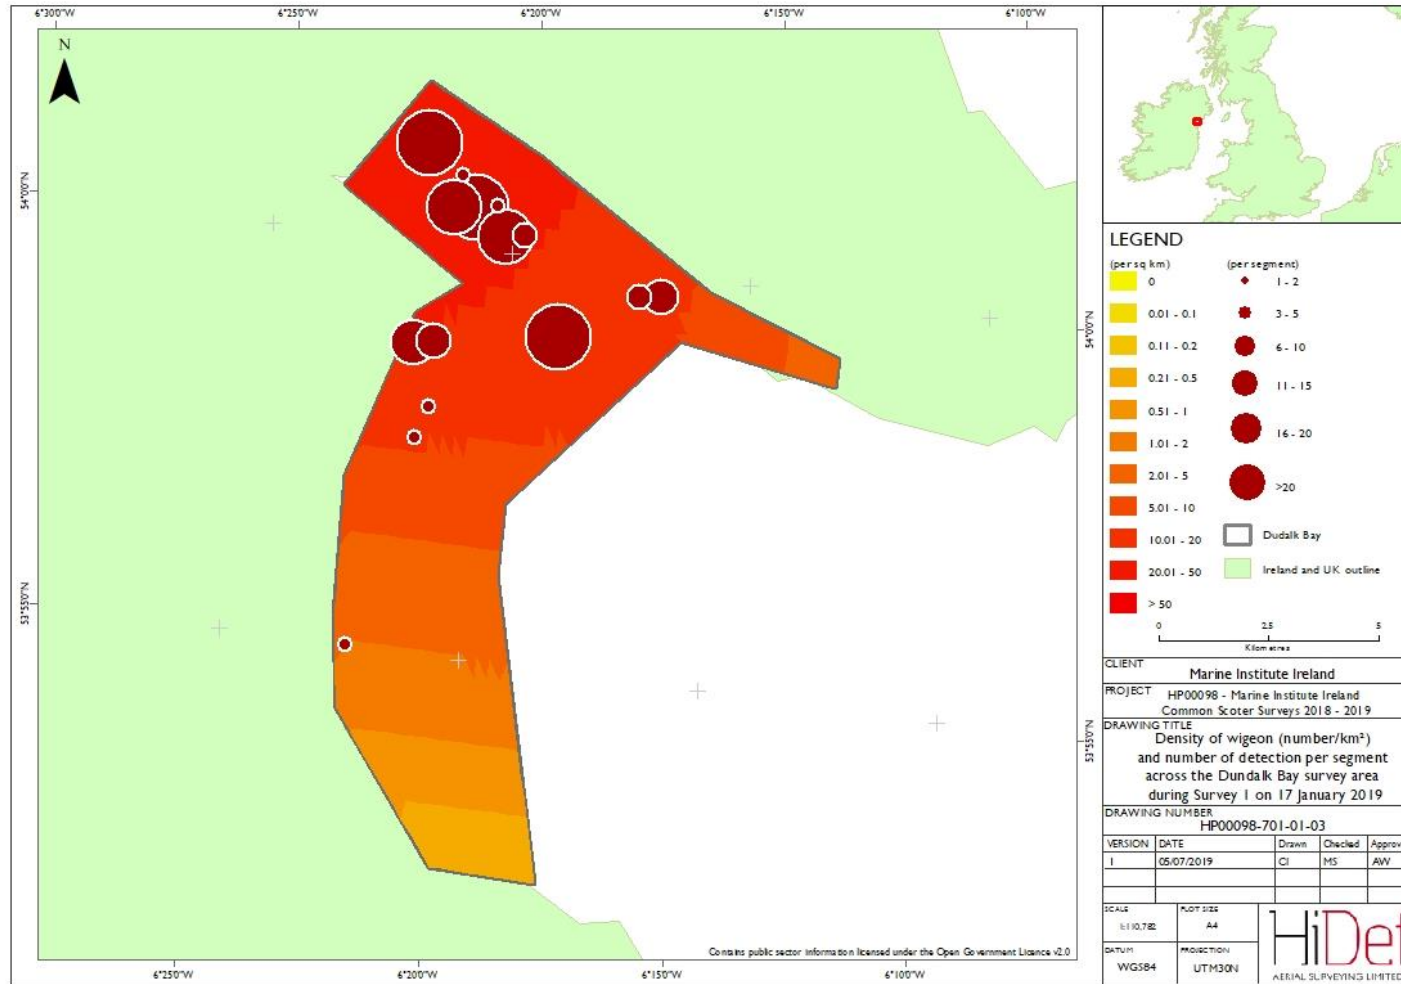 6°30'0"W 6°25'0"W 6°20'0"W 6°15'0"W 6°10'0"W
N
54°0'0"N
54°0'0"N
53°55'0"N
53°55'0"N
6°25'0"W 6°20'0"W 6°15'0"W 6°10'0"W
Contains public sector information licensed under the Open Government Licence v2.0
LEGEND
(per sq km) (per segment)
0 1 - 2
0.01 - 0.1 3 - 5
0.11 - 0.2 6 - 10
0.21 - 0.5 11 - 15
0.51 - 1
1.01 - 2 16 - 20
2.01 - 5 >20
5.01 - 10
10.01 - 20 Dudalk Bay
20.01 - 50 Ireland and UK outline
> 50
0 2.5 5
Kilometres
CLIENT
Marine Institute Ireland
PROJECT HP00098 - Marine Institute Ireland
Common Scoter Surveys 2018 - 2019
DRAWING TITLE
Density of wigeon (number/km²)
and number of detection per segment
across the Dundalk Bay survey area
during Survey 1 on 17 January 2019
DRAWING NUMBER
HP00098-701-01-03
VERSION DATE Drawn Checked Approv
1 05/07/2019 CI MS AW
SCALE PLOT SIZE
1:110,782 A4
DATUM PROJECTION
WGS84 UTM30N
HiDef
AERIAL SURVEYING LIMITED